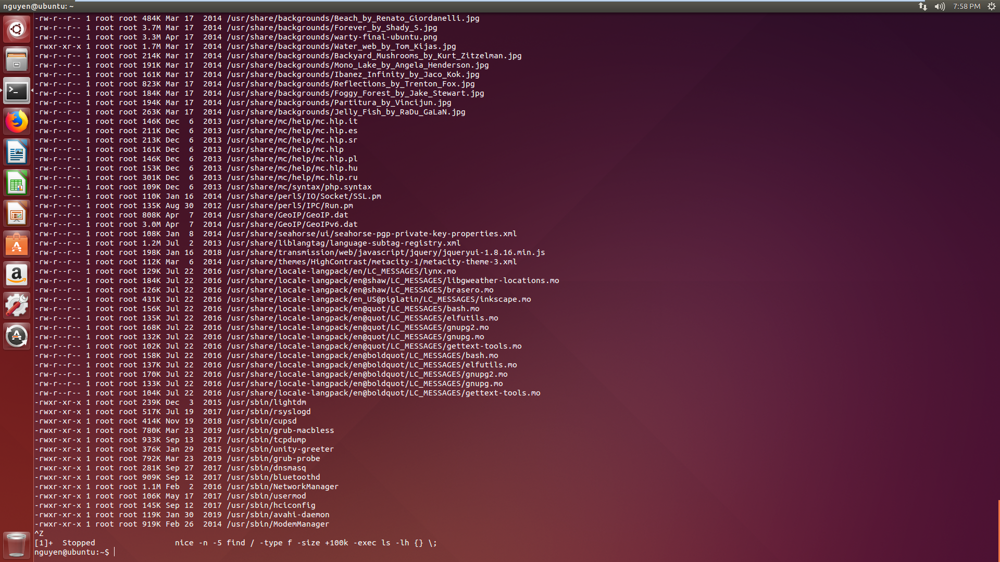 nguyen@ubuntu: ~
7:58 PM
-rw-r--r-- 1 root root 484K Mar 17  2014 /usr/share/backgrounds/Beach_by_Renato_Giordanelli.jpg
-rw-r--r-- 1 root root 3.7M Mar 17  2014 /usr/share/backgrounds/Forever_by_Shady_S.jpg
-rw-r--r-- 1 root root 3.3M Apr 17  2014 /usr/share/backgrounds/warty-final-ubuntu.png
-rwxr-xr-x 1 root root 1.7M Mar 17  2014 /usr/share/backgrounds/Water_web_by_Tom_Kijas.jpg
-rw-r--r-- 1 root root 214K Mar 17  2014 /usr/share/backgrounds/Backyard_Mushrooms_by_Kurt_Zitzelman.jpg
-rw-r--r-- 1 root root 191K Mar 17  2014 /usr/share/backgrounds/Mono_Lake_by_Angela_Henderson.jpg
-rw-r--r-- 1 root root 161K Mar 17  2014 /usr/share/backgrounds/Ibanez_Infinity_by_Jaco_Kok.jpg
-rw-r--r-- 1 root root 823K Mar 17  2014 /usr/share/backgrounds/Reflections_by_Trenton_Fox.jpg
-rw-r--r-- 1 root root 184K Mar 17  2014 /usr/share/backgrounds/Foggy_Forest_by_Jake_Stewart.jpg
-rw-r--r-- 1 root root 194K Mar 17  2014 /usr/share/backgrounds/Partitura_by_Vincijun.jpg
-rw-r--r-- 1 root root 263K Mar 17  2014 /usr/share/backgrounds/Jelly_Fish_by_RaDu_GaLaN.jpg
-rw-r--r-- 1 root root 146K Dec  6  2013 /usr/share/mc/help/mc.hlp.it
-rw-r--r-- 1 root root 211K Dec  6  2013 /usr/share/mc/help/mc.hlp.es
-rw-r--r-- 1 root root 213K Dec  6  2013 /usr/share/mc/help/mc.hlp.sr
-rw-r--r-- 1 root root 161K Dec  6  2013 /usr/share/mc/help/mc.hlp
-rw-r--r-- 1 root root 146K Dec  6  2013 /usr/share/mc/help/mc.hlp.pl
-rw-r--r-- 1 root root 153K Dec  6  2013 /usr/share/mc/help/mc.hlp.hu
-rw-r--r-- 1 root root 301K Dec  6  2013 /usr/share/mc/help/mc.hlp.ru
-rw-r--r-- 1 root root 109K Dec  6  2013 /usr/share/mc/syntax/php.syntax
-rw-r--r-- 1 root root 110K Jan 16  2014 /usr/share/perl5/IO/Socket/SSL.pm
-rw-r--r-- 1 root root 135K Aug 30  2012 /usr/share/perl5/IPC/Run.pm
-rw-r--r-- 1 root root 808K Apr  7  2014 /usr/share/GeoIP/GeoIP.dat
-rw-r--r-- 1 root root 3.0M Apr  7  2014 /usr/share/GeoIP/GeoIPv6.dat
-rw-r--r-- 1 root root 108K Jan  8  2014 /usr/share/seahorse/ui/seahorse-pgp-private-key-properties.xml
-rw-r--r-- 1 root root 1.2M Jul  2  2013 /usr/share/liblangtag/language-subtag-registry.xml
-rw-r--r-- 1 root root 198K Jan 16  2018 /usr/share/transmission/web/javascript/jquery/jqueryui-1.8.16.min.js
-rw-r--r-- 1 root root 112K Mar  6  2014 /usr/share/themes/HighContrast/metacity-1/metacity-theme-3.xml
-rw-r--r-- 1 root root 129K Jul 22  2016 /usr/share/locale-langpack/en/LC_MESSAGES/lynx.mo
-rw-r--r-- 1 root root 184K Jul 22  2016 /usr/share/locale-langpack/en@shaw/LC_MESSAGES/libgweather-locations.mo
-rw-r--r-- 1 root root 126K Jul 22  2016 /usr/share/locale-langpack/en@shaw/LC_MESSAGES/brasero.mo
-rw-r--r-- 1 root root 431K Jul 22  2016 /usr/share/locale-langpack/en_US@piglatin/LC_MESSAGES/inkscape.mo
-rw-r--r-- 1 root root 156K Jul 22  2016 /usr/share/locale-langpack/en@quot/LC_MESSAGES/bash.mo
-rw-r--r-- 1 root root 135K Jul 22  2016 /usr/share/locale-langpack/en@quot/LC_MESSAGES/elfutils.mo
-rw-r--r-- 1 root root 168K Jul 22  2016 /usr/share/locale-langpack/en@quot/LC_MESSAGES/gnupg2.mo
-rw-r--r-- 1 root root 132K Jul 22  2016 /usr/share/locale-langpack/en@quot/LC_MESSAGES/gnupg.mo
-rw-r--r-- 1 root root 102K Jul 22  2016 /usr/share/locale-langpack/en@quot/LC_MESSAGES/gettext-tools.mo
-rw-r--r-- 1 root root 158K Jul 22  2016 /usr/share/locale-langpack/en@boldquot/LC_MESSAGES/bash.mo
-rw-r--r-- 1 root root 137K Jul 22  2016 /usr/share/locale-langpack/en@boldquot/LC_MESSAGES/elfutils.mo
-rw-r--r-- 1 root root 170K Jul 22  2016 /usr/share/locale-langpack/en@boldquot/LC_MESSAGES/gnupg2.mo
-rw-r--r-- 1 root root 133K Jul 22  2016 /usr/share/locale-langpack/en@boldquot/LC_MESSAGES/gnupg.mo
-rw-r--r-- 1 root root 104K Jul 22  2016 /usr/share/locale-langpack/en@boldquot/LC_MESSAGES/gettext-tools.mo
-rwxr-xr-x 1 root root 239K Dec  3  2015 /usr/sbin/lightdm
-rwxr-xr-x 1 root root 517K Jul 19  2017 /usr/sbin/rsyslogd
-rwxr-xr-x 1 root root 414K Nov 19  2018 /usr/sbin/cupsd
-rwxr-xr-x 1 root root 780K Mar 23  2019 /usr/sbin/grub-macbless
-rwxr-xr-x 1 root root 933K Sep 13  2017 /usr/sbin/tcpdump
-rwxr-xr-x 1 root root 376K Jan 29  2015 /usr/sbin/unity-greeter
-rwxr-xr-x 1 root root 792K Mar 23  2019 /usr/sbin/grub-probe
-rwxr-xr-x 1 root root 281K Sep 27  2017 /usr/sbin/dnsmasq
-rwxr-xr-x 1 root root 909K Sep 12  2017 /usr/sbin/bluetoothd
-rwxr-xr-x 1 root root 1.1M Feb  2  2016 /usr/sbin/NetworkManager
-rwxr-xr-x 1 root root 106K May 17  2017 /usr/sbin/usermod
-rwxr-xr-x 1 root root 145K Sep 12  2017 /usr/sbin/hciconfig
-rwxr-xr-x 1 root root 119K Jan 30  2019 /usr/sbin/avahi-daemon
-rwxr-xr-x 1 root root 919K Feb 26  2014 /usr/sbin/ModemManager
^Z
[1]+  Stopped                 nice -n -5 find / -type f -size +100k -exec ls -lh {} \;
nguyen@ubuntu:~$